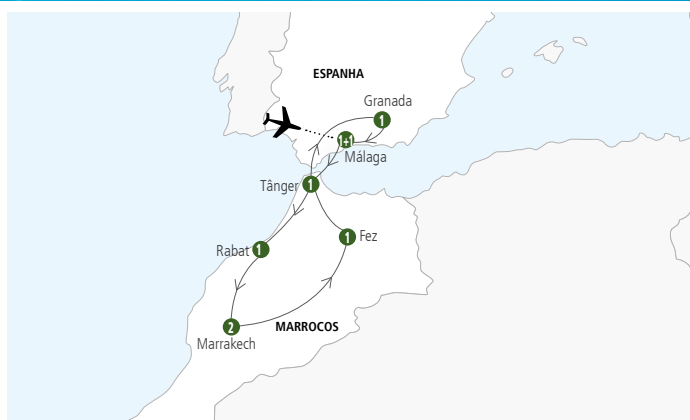 ESPANHA
Granada
1
1+1
Málaga
Tânger
1
Rabat
1
1
Fez
2
MARROCOS
Marrakech